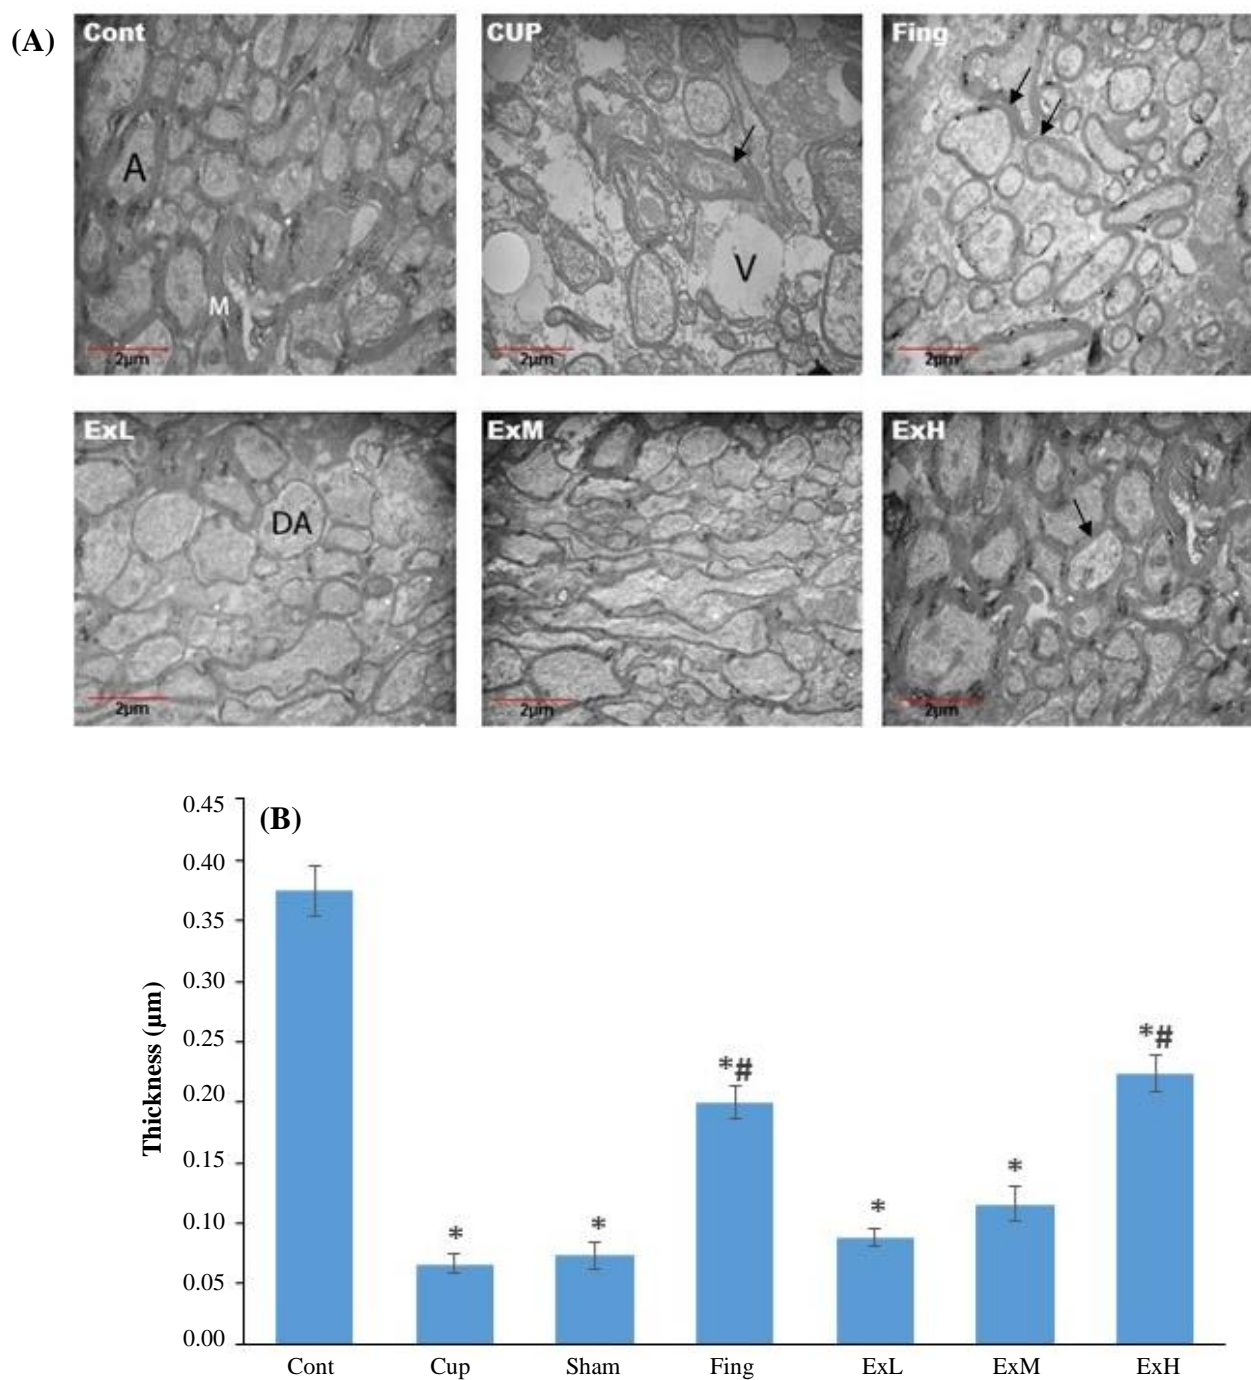 (A)
Cont
A
M
2µm
CUP
V
2µm
Fing
2µm
ExL
DA
2µm
ExM
2µm
ExH
2µm
(B)
Thickness (µm)
0.45
0.40
0.35
0.30
0.25
0.20
0.15
0.10
0.05
0.00
*
*
*#
*
*
*#
Cont Cup Sham Fing ExL ExM ExH